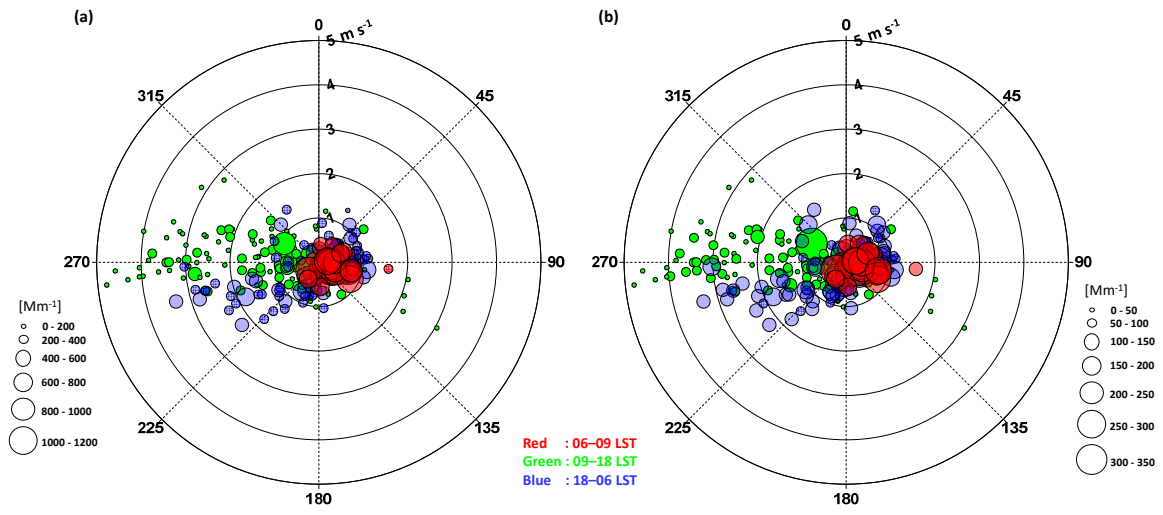 (a)
0
5 m s⁻¹
4
3
2
1
45
90
135
180
225
270
315
[Mm⁻¹]
0 - 200
200 - 400
400 - 600
600 - 800
800 - 1000
1000 - 1200
Red : 06–09 LST
Green : 09–18 LST
Blue : 18–06 LST
(b)
0
5 m s⁻¹
4
3
2
1
45
90
135
180
225
270
315
[Mm⁻¹]
0 - 50
50 - 100
100 - 150
150 - 200
200 - 250
250 - 300
300 - 350